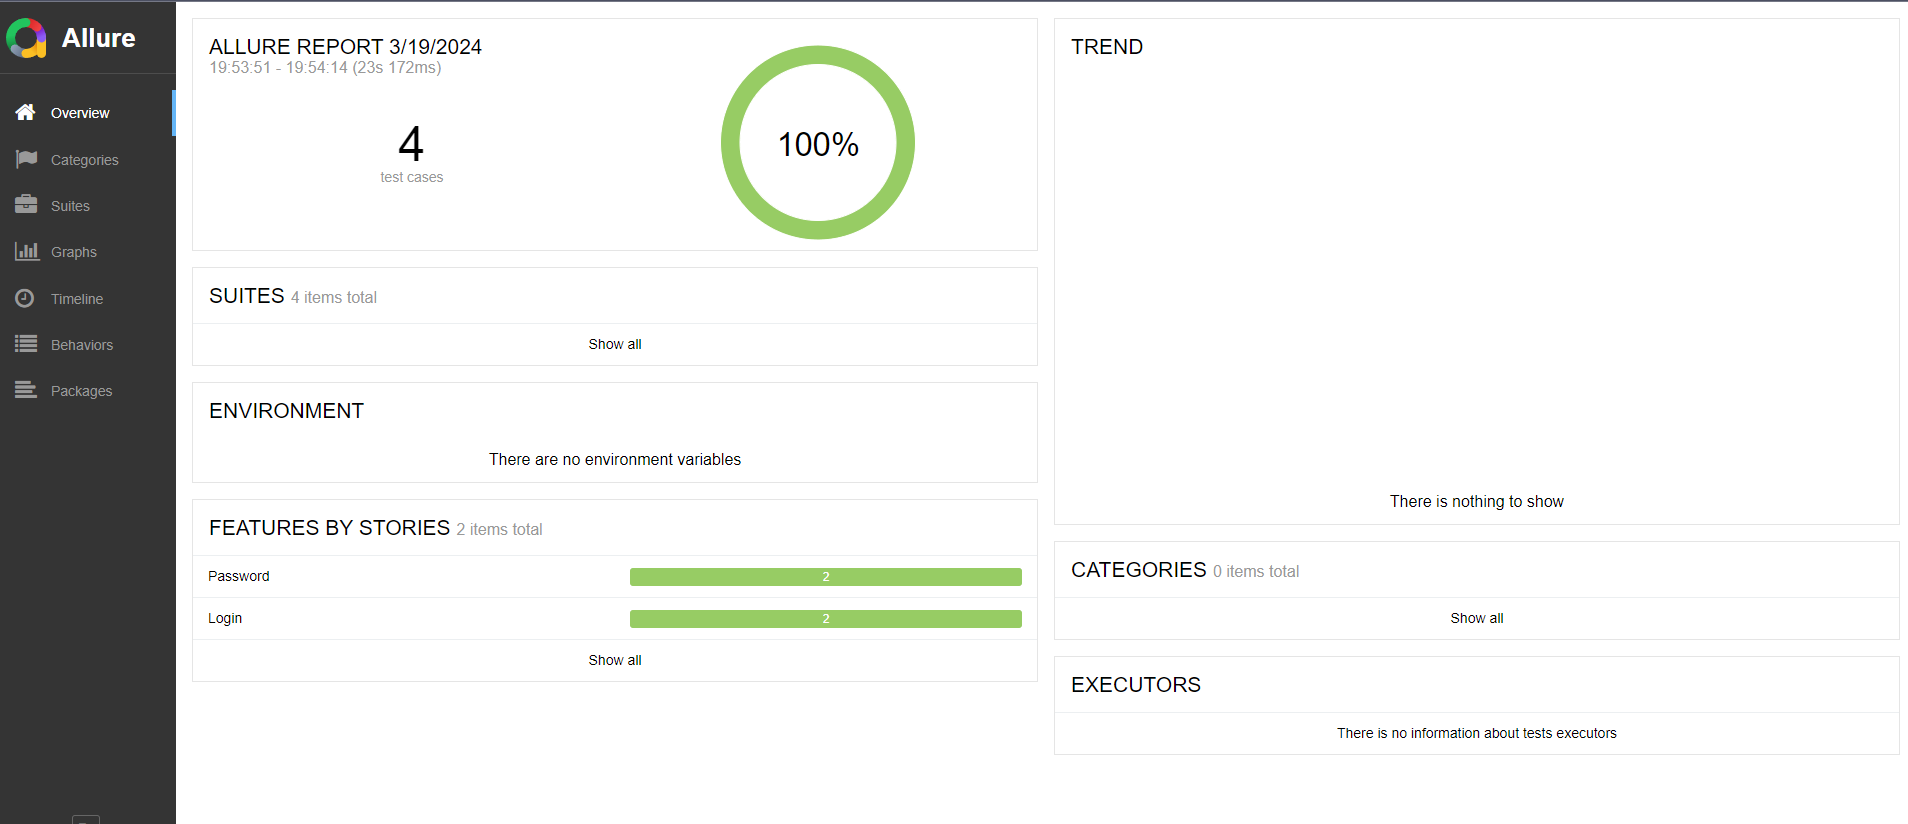 Allure
Overview
Categories
Suites
Graphs
Timeline
Behaviors
Packages
ALLURE REPORT 3/19/2024
19:53:51 - 19:54:14 (23s 172ms)
4
test cases
100%
SUITES 4 items total
Show all
ENVIRONMENT
There are no environment variables
FEATURES BY STORIES 2 items total
Password 2
Login 2
Show all
TREND
There is nothing to show
CATEGORIES 0 items total
Show all
EXECUTORS
There is no information about tests executors